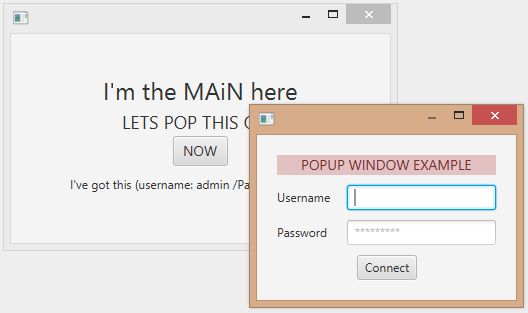 I'm the MAiN here
LETS POP THIS
NOW
I've got this (username: admin /Pa
POPUP WINDOW EXAMPLE
Username
Password
*********
Connect